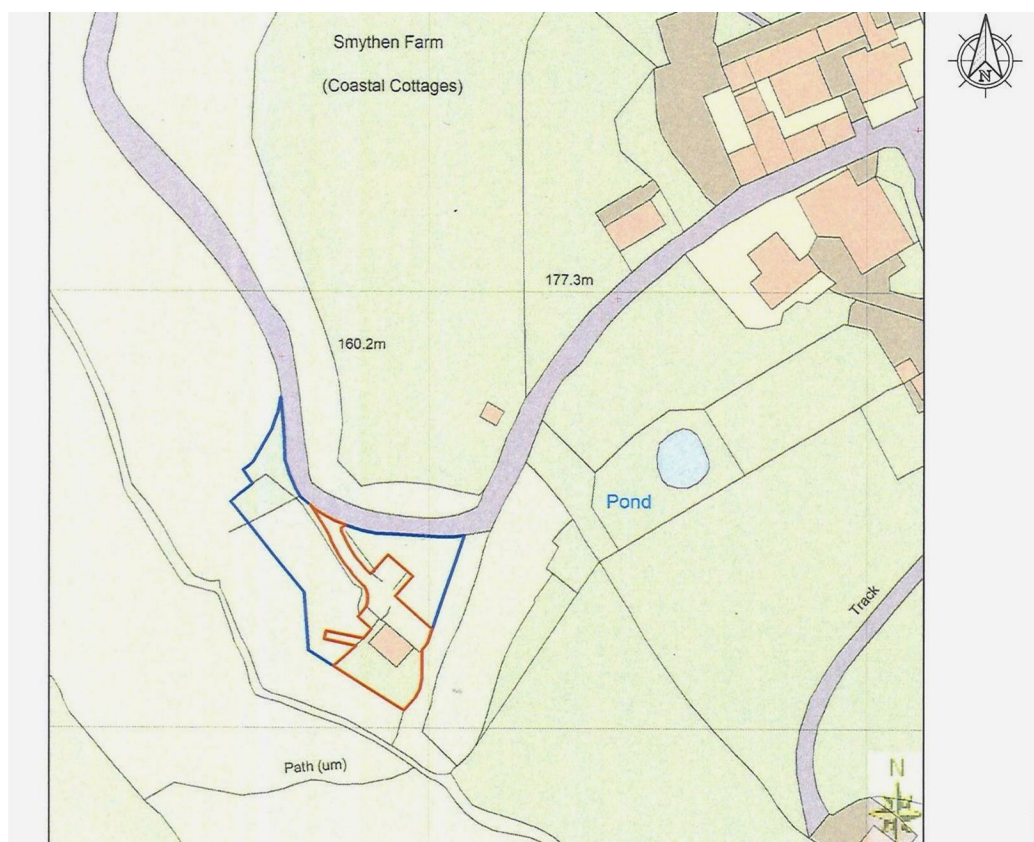 Smythen Farm
(Coastal Cottages)
N
177.3m
160.2m
Pond
Track
Path (um)
N